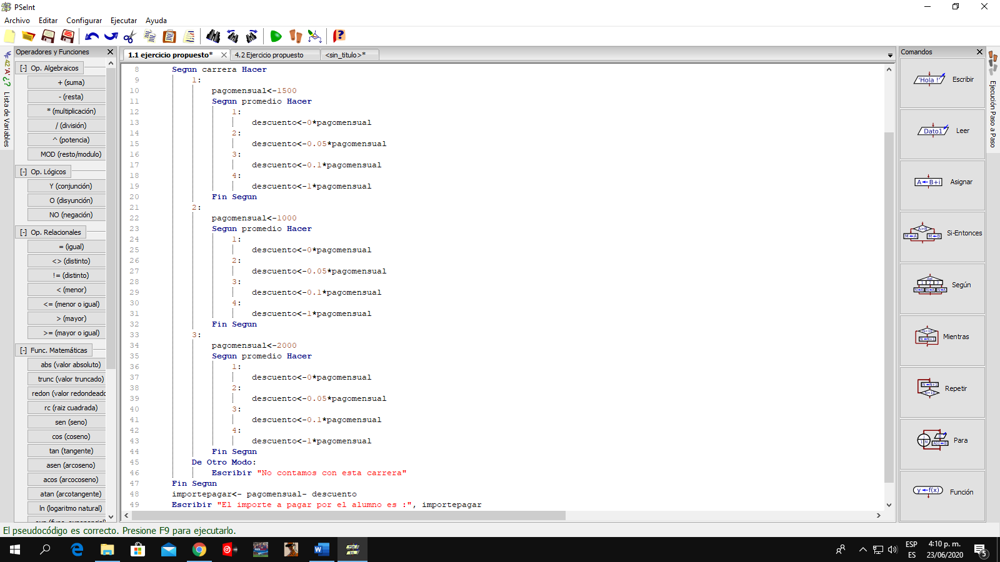 PSeInt
Archivo Editar Configurar Ejecutar Ayuda
Operadores y Funciones
[-] Op. Algebraicos
+ (suma)
- (resta)
* (multiplicación)
/ (división)
^ (potencia)
MOD (resto/modulo)
[-] Op. Lógicos
Y (conjunción)
O (disyunción)
NO (negación)
[-] Op. Relacionales
= (igual)
<> (distinto)
!= (distinto)
< (menor)
<= (menor o igual)
> (mayor)
>= (mayor o igual)
[-] Func. Matemáticas
abs (valor absoluto)
trunc (valor truncado)
redon (valor redondeado
rc (raiz cuadrada)
sen (seno)
cos (coseno)
tan (tangente)
asen (arcoseno)
acos (arcocoseno)
atan (arcotangente)
ln (logaritmo natural)
*F 42 'A' ¿? Lista de Variables
1.1 ejercicio propuesto* 4.2 Ejercicio propuesto <sin_titulo>*
8 Segun carrera Hacer
9 1:
10 pagomensual<-1500
11 Segun promedio Hacer
12 1:
13 descuento<-0*pagomensual
14 2:
15 descuento<-0.05*pagomensual
16 3:
17 descuento<-0.1*pagomensual
18 4:
19 descuento<-1*pagomensual
20 Fin Segun
21 2:
22 pagomensual<-1000
23 Segun promedio Hacer
24 1:
25 descuento<-0*pagomensual
26 2:
27 descuento<-0.05*pagomensual
28 3:
29 descuento<-0.1*pagomensual
30 4:
31 descuento<-1*pagomensual
32 Fin Segun
33 3:
34 pagomensual<-2000
35 Segun promedio Hacer
36 1:
37 descuento<-0*pagomensual
38 2:
39 descuento<-0.05*pagomensual
40 3:
41 descuento<-0.1*pagomensual
42 4:
43 descuento<-1*pagomensual
44 Fin Segun
45 De Otro Modo:
46 Escribir "No contamos con esta carrera"
47 Fin Segun
48 importepagar<- pagomensual- descuento
49 Escribir "El importe a pagar por el alumno es :", importepagar
Comandos
'Hola !' Escribir
Dato1 Leer
A←B+i Asignar
A>B M←A M←B Si-Entonces
1 2 3 N←A N←A N←A Según
N<10 N←N+1 Mientras
N←N+1 N=10 Repetir
1 N A[i]←B Para
y←f(x) Función
Ejecución Paso a Paso
El pseudocódigo es correcto. Presione F9 para ejecutarlo.
ESP
ES
4:10 p. m.
23/06/2020
5